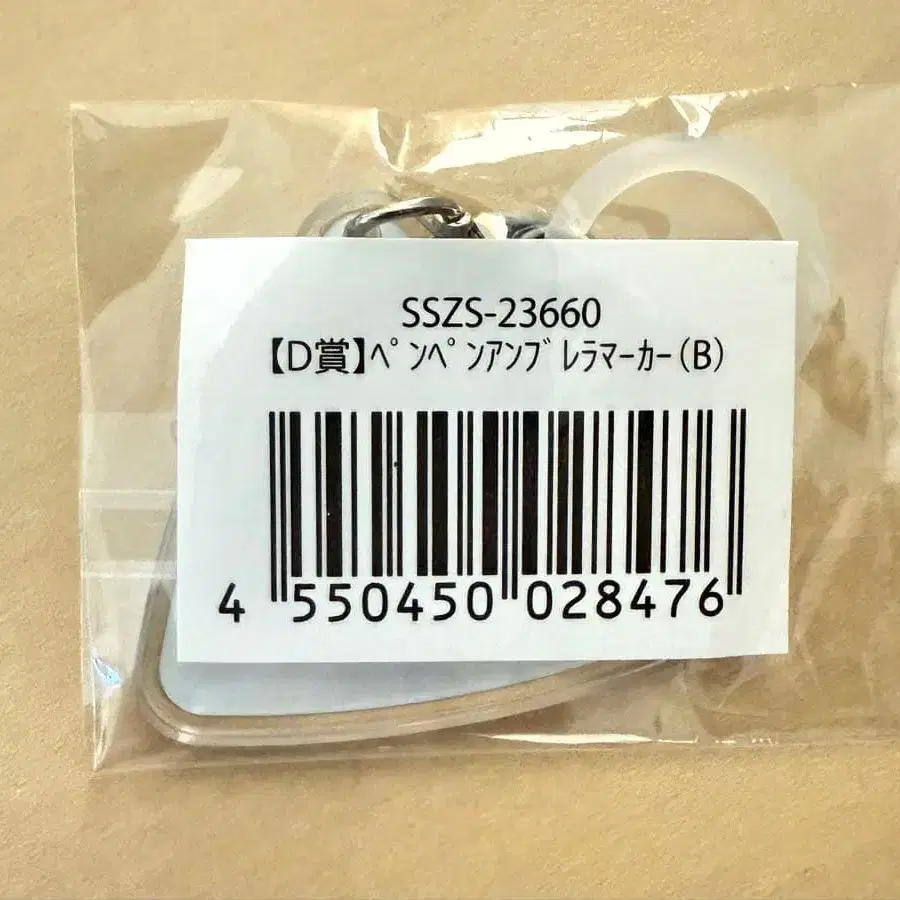 SSZS-23660
【D賞】ﾍﾟﾝﾍﾟﾝｱﾝﾌﾞﾚﾗﾏｰｶｰ(B)
4 550450 028476